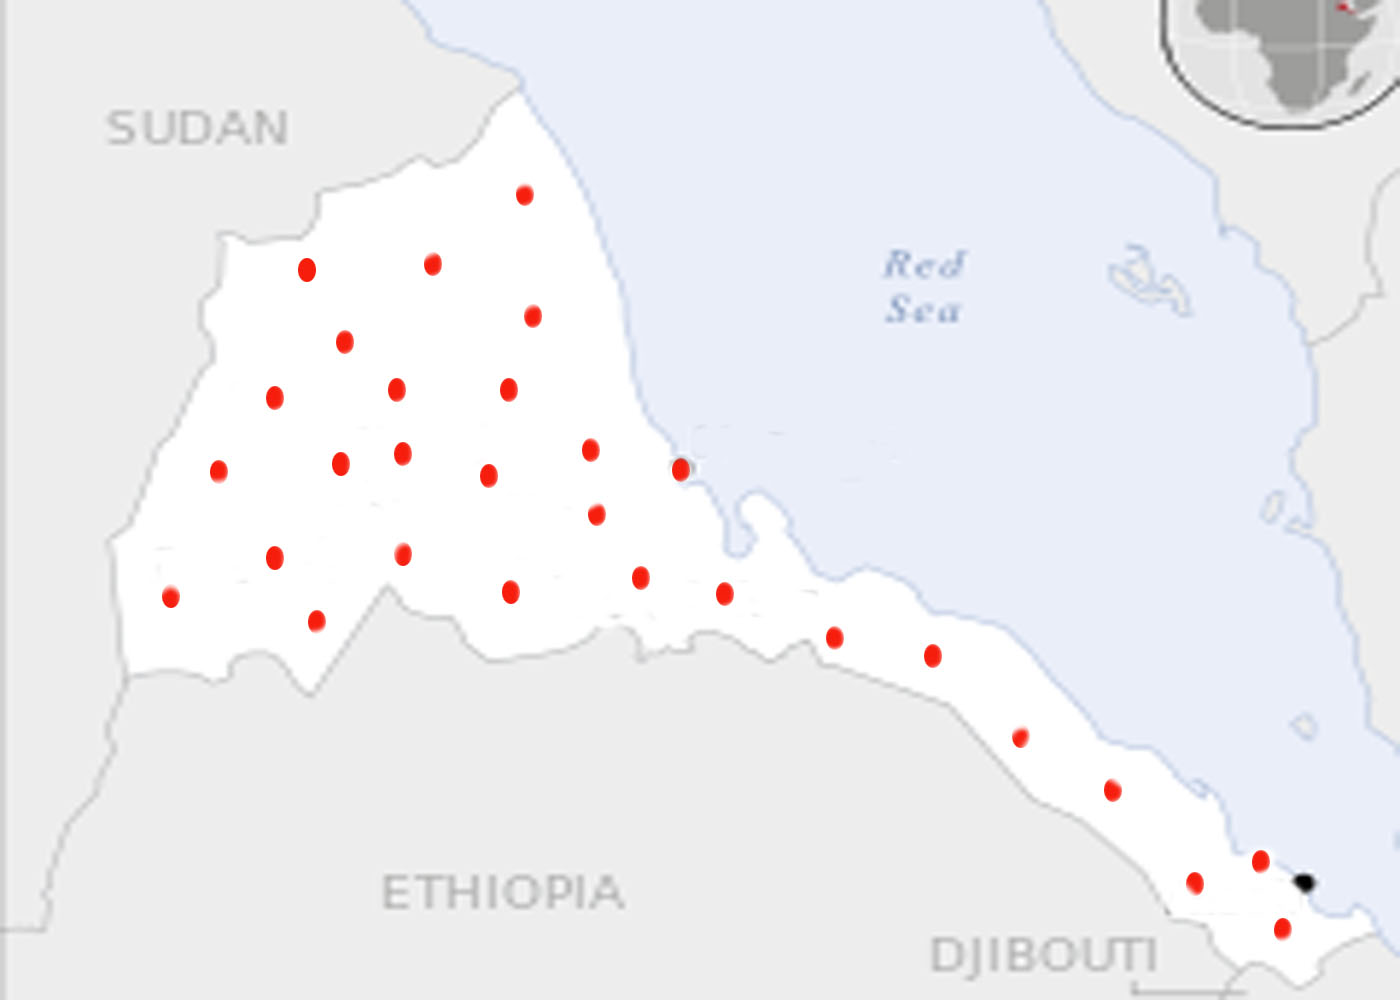 SUDAN
Red
Sea
ETHIOPIA
DJIBOUTI